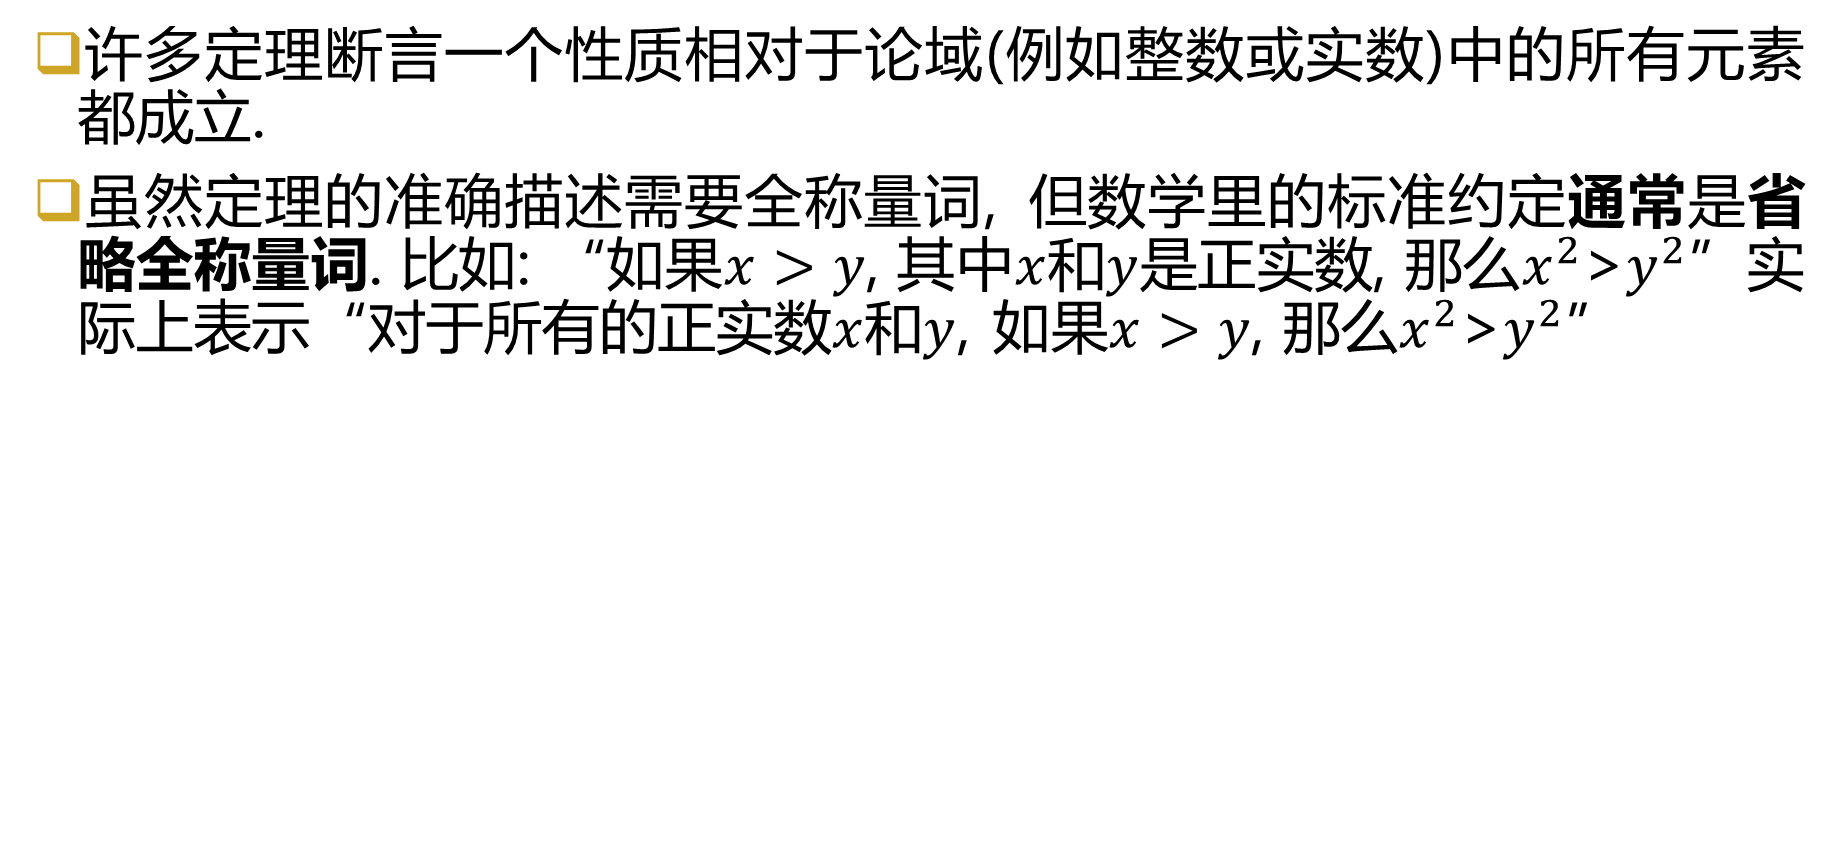 ❑许多定理断言一个性质相对于论域(例如整数或实数)中的所有元素
都成立.
❑虽然定理的准确描述需要全称量词, 但数学里的标准约定通常是省
略全称量词. 比如: “如果x > y, 其中x和y是正实数, 那么x²>y²” 实
际上表示“对于所有的正实数x和y, 如果x > y, 那么x²>y²”